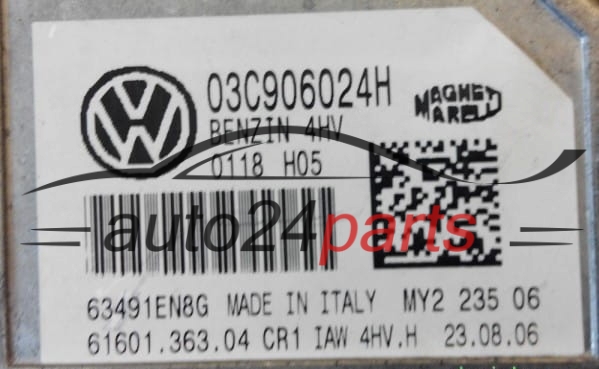 03C906024H
MAGNETI MARELLI
BENZIN 4HV
0118 H05
auto24parts
63491EN8G MADE IN ITALY MY2 235 06
61601.363.04 CR1 IAW 4HV.H 23.08.06